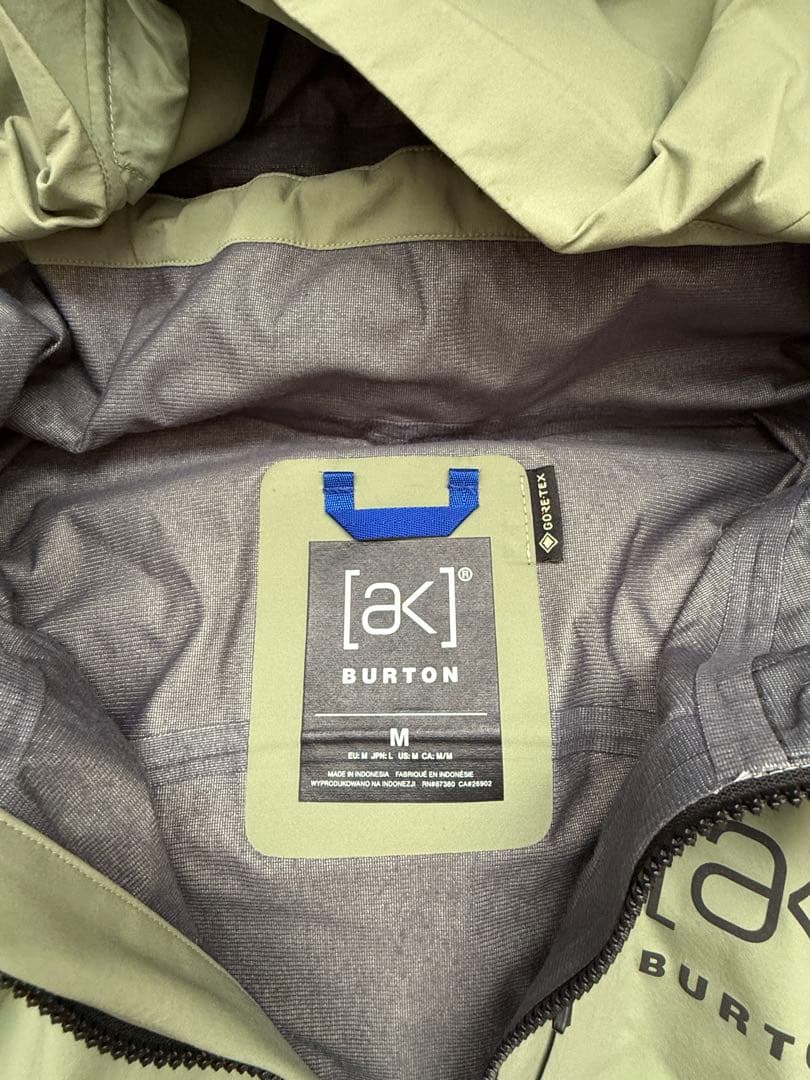 GORE-TEX
[ak]®
BURTON
M
EU: M JPN: L US: M CA: M/M
MADE IN INDONESIA FABRIQUÉ EN INDONÉSIE
WYPRODUKOWANO NA INDONEZJI RN#87380 CA#26902
[ak
BURTO